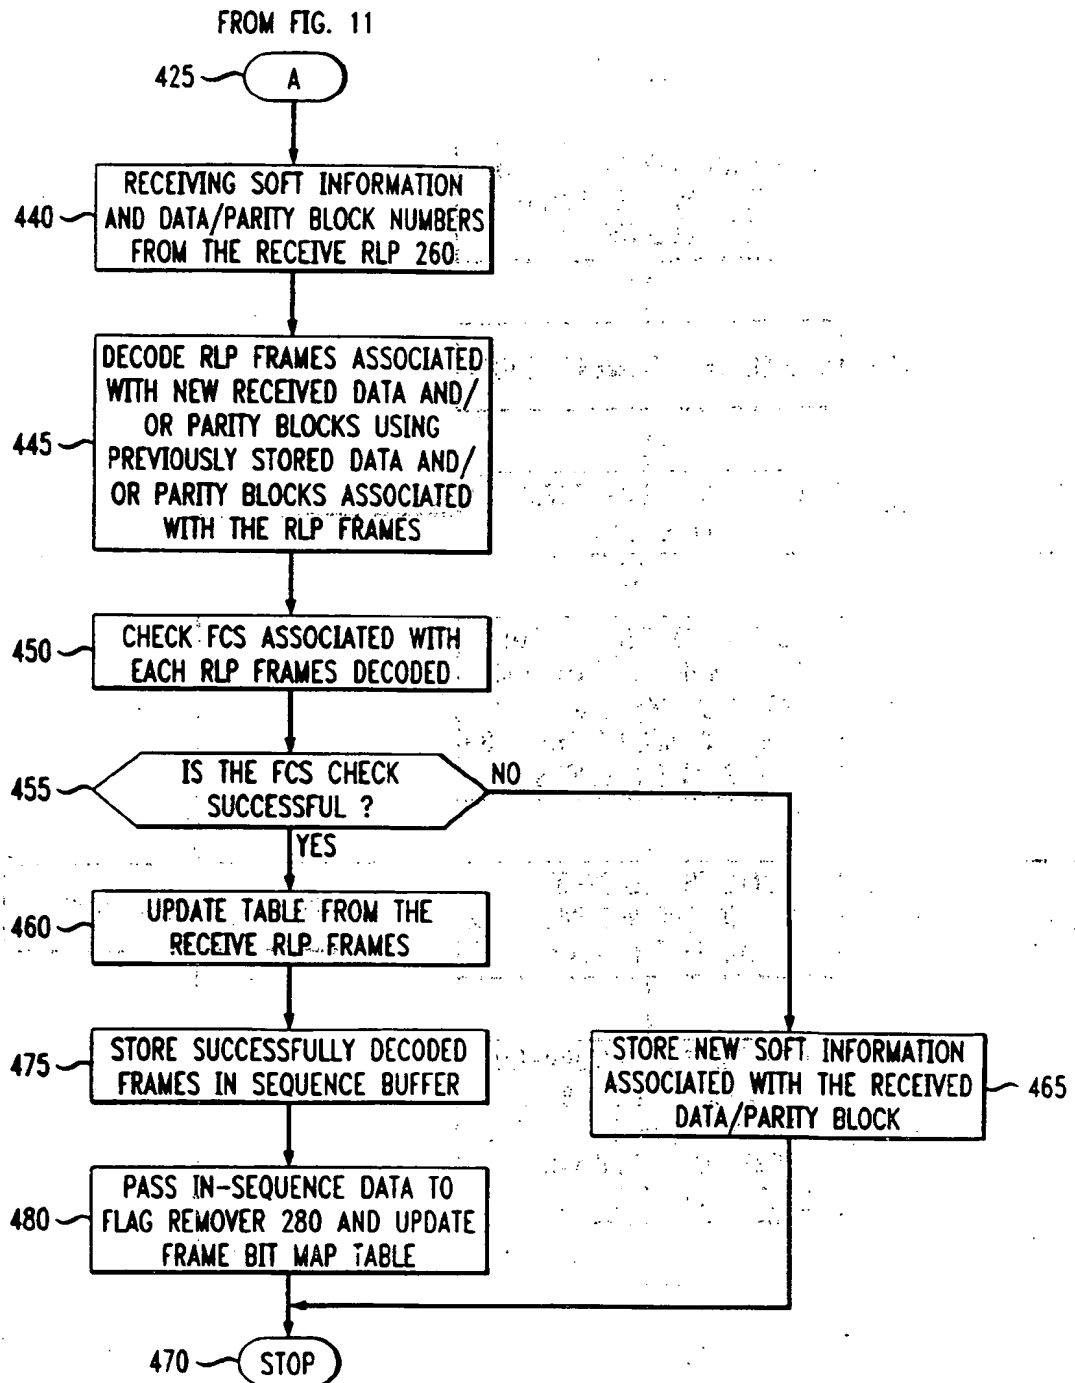 FROM FIG. 11
425 A
RECEIVING SOFT INFORMATION
440 AND DATA/PARITY BLOCK NUMBERS
FROM THE RECEIVE RLP 260
DECODE RLP FRAMES ASSOCIATED
WITH NEW RECEIVED DATA AND/
OR PARITY BLOCKS USING
445 PREVIOUSLY STORED DATA AND/
OR PARITY BLOCKS ASSOCIATED
WITH THE RLP FRAMES
CHECK FCS ASSOCIATED WITH
450 EACH RLP FRAMES DECODED
455 IS THE FCS CHECK
SUCCESSFUL ?
NO
YES
460 UPDATE TABLE FROM THE
RECEIVE RLP FRAMES
475 STORE SUCCESSFULLY DECODED
FRAMES IN SEQUENCE BUFFER
STORE NEW SOFT INFORMATION
ASSOCIATED WITH THE RECEIVED 465
DATA/PARITY BLOCK
PASS IN-SEQUENCE DATA TO
480 FLAG REMOVER 280 AND UPDATE
FRAME BIT MAP TABLE
470 STOP